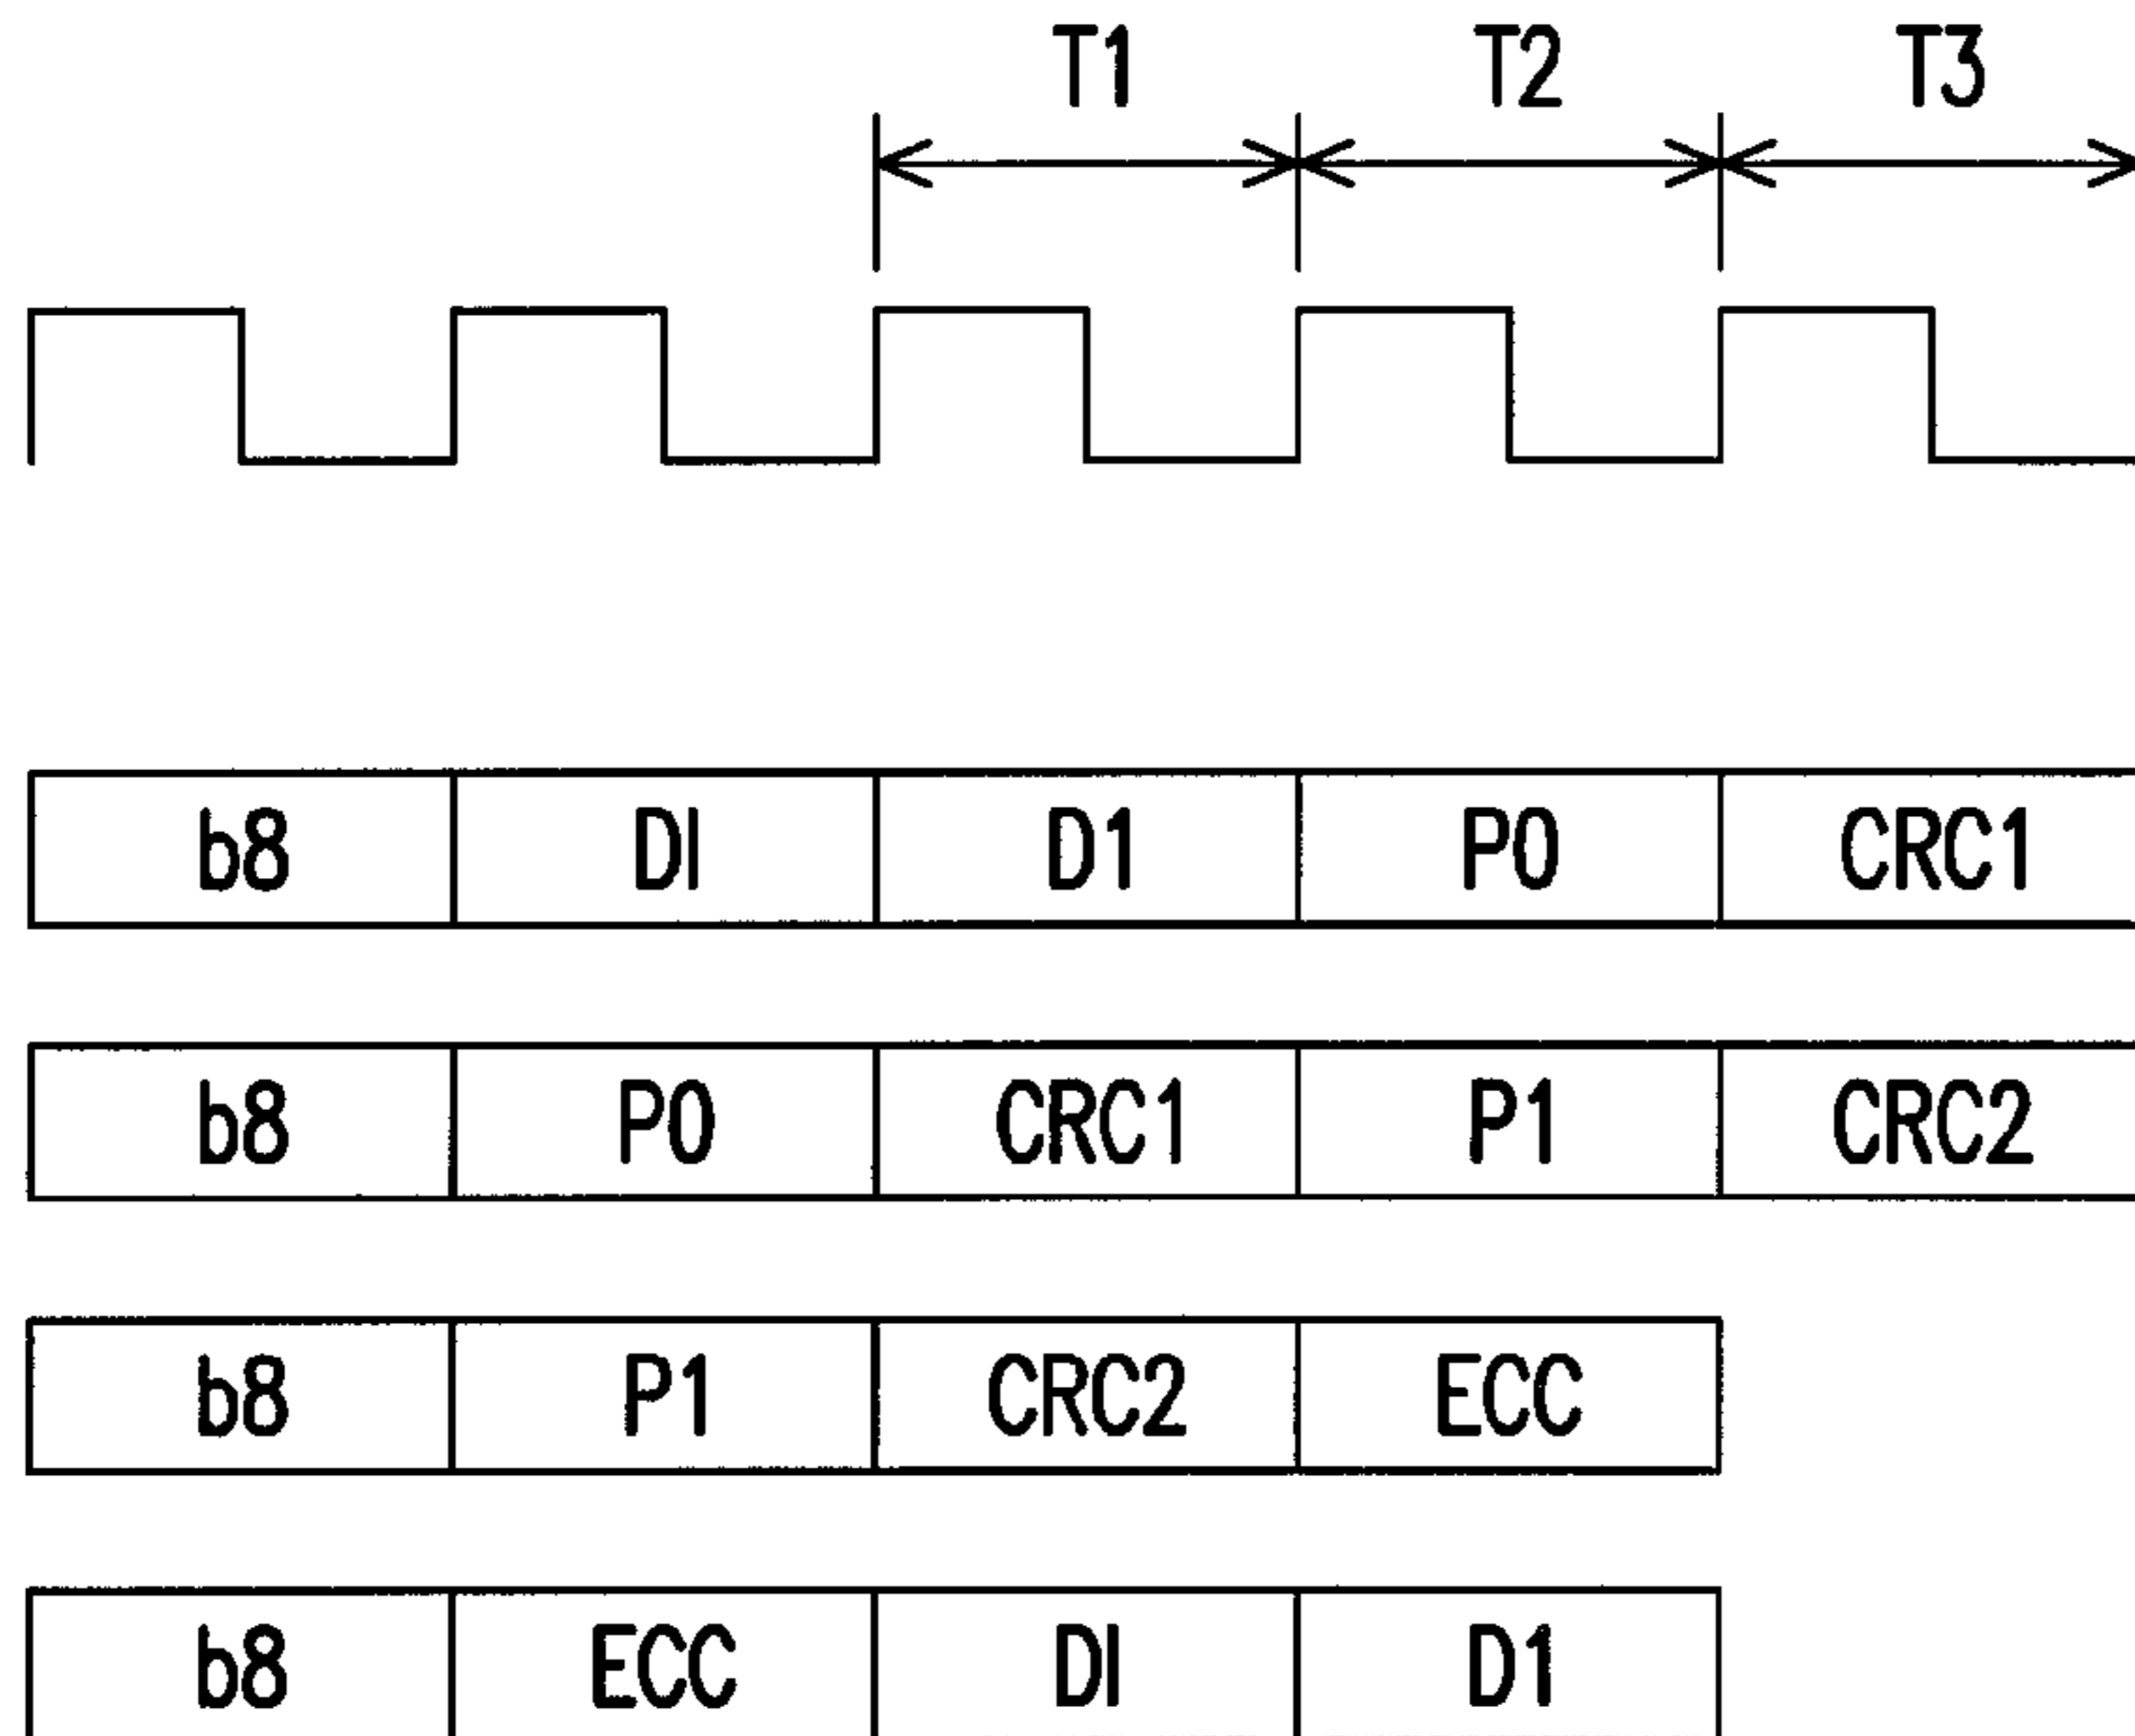 T1 T2 T3
b8 DI D1 P0 CRC1
b8 P0 CRC1 P1 CRC2
b8 P1 CRC2 ECC
b8 ECC DI D1